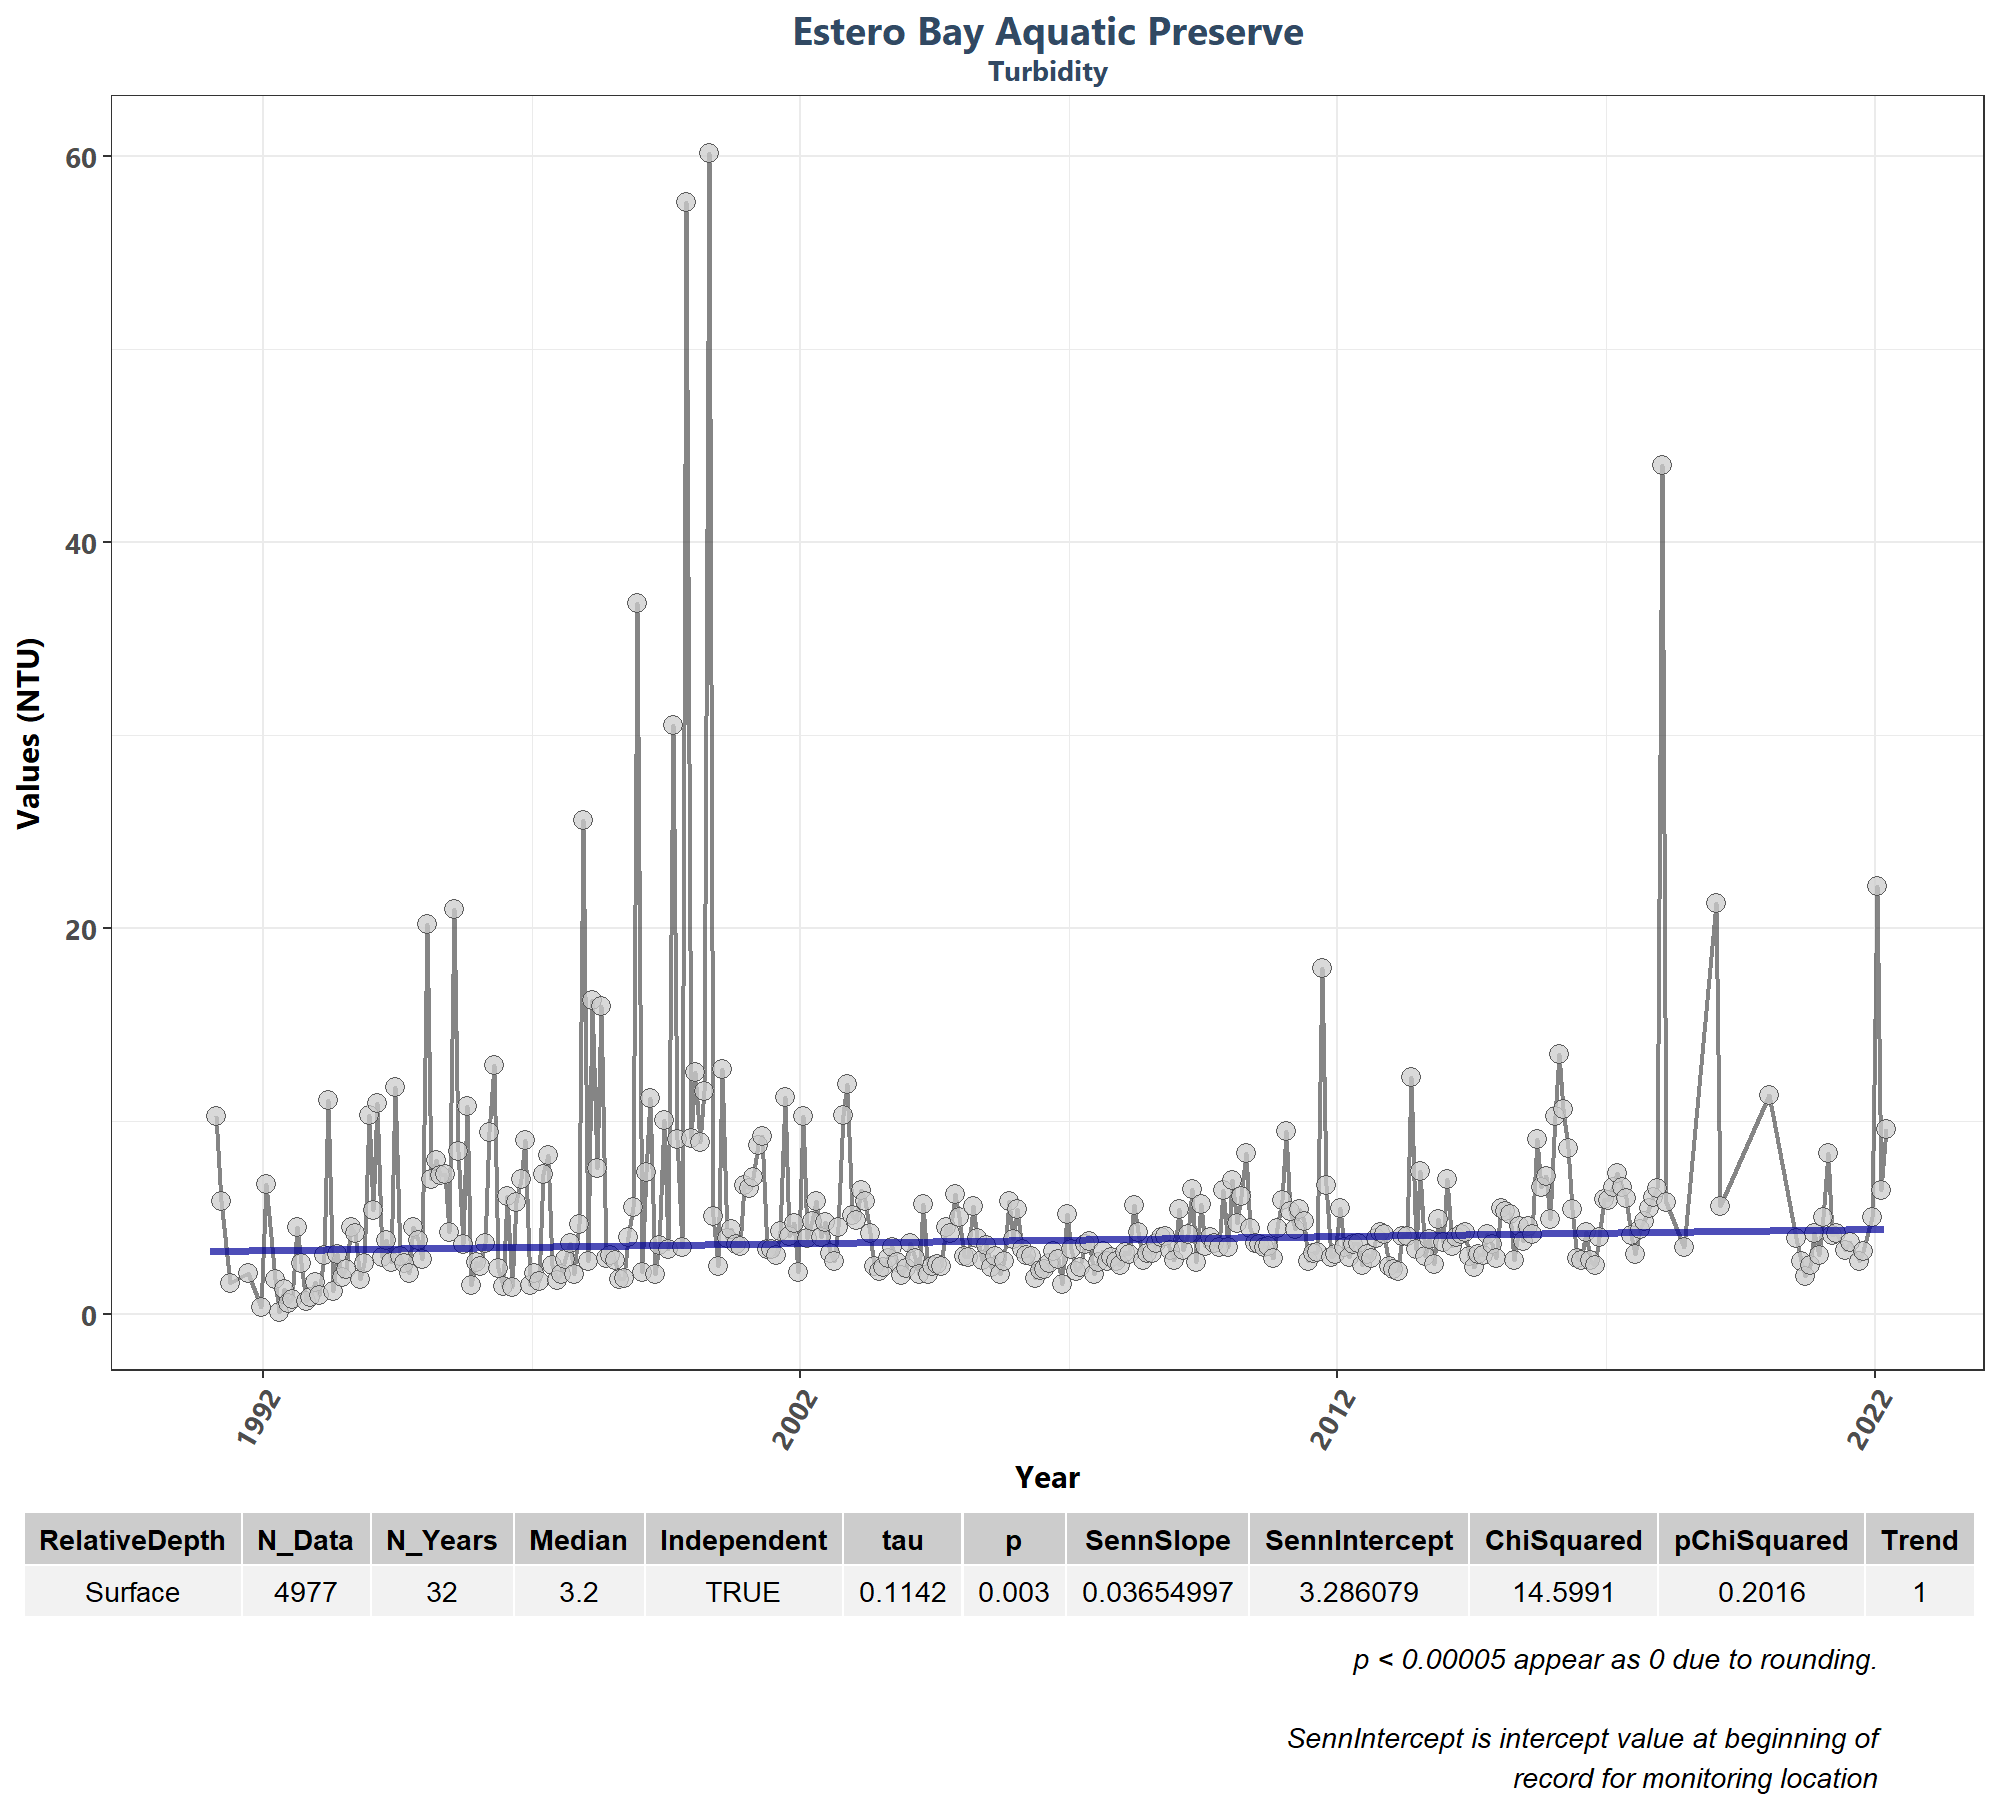 Estero Bay Aquatic Preserve
Turbidity
Values (NTU)
60
40
20
0
1992 2002 2012 2022
Year
RelativeDepth N_Data N_Years Median Independent tau p SennSlope SennIntercept ChiSquared pChiSquared Trend
Surface 4977 32 3.2 TRUE 0.1142 0.003 0.03654997 3.286079 14.5991 0.2016 1
p < 0.00005 appear as 0 due to rounding.
SennIntercept is intercept value at beginning of
record for monitoring location